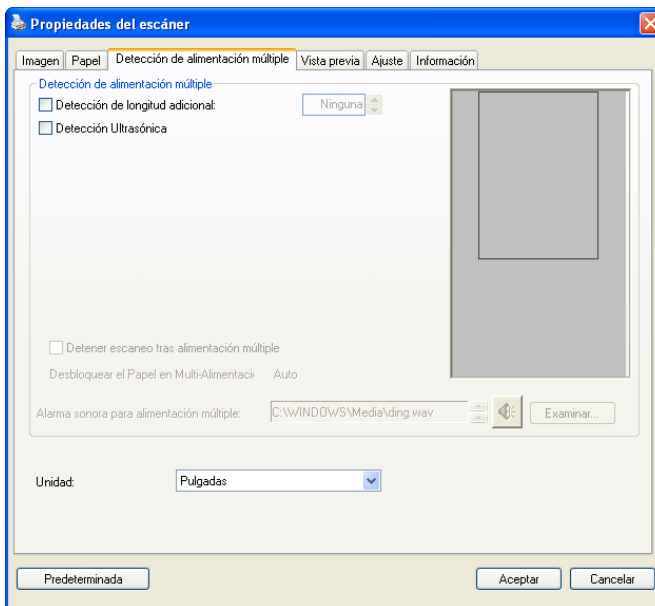 Propiedades del escáner
Imagen Papel Detección de alimentación múltiple Vista previa Ajuste Información
Detección de alimentación múltiple
Detección de longitud adicional: Ninguna
Detección Ultrasónica
Detener escaneo tras alimentación múltiple
Desbloquear el Papel en Multi-Alimentaci Auto
Alarma sonora para alimentación múltiple: C:\WINDOWS\Media\ding.wav Examinar...
Unidad: Pulgadas
Predeterminada Aceptar Cancelar